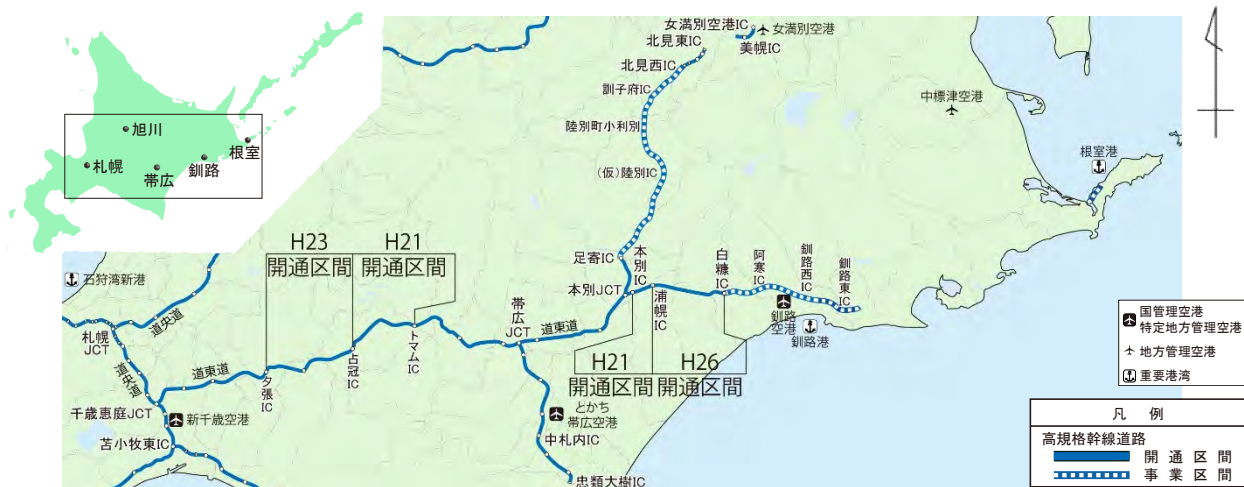 旭川
札幌
帯広
釧路
根室
女満別空港IC
女満別空港
北見東IC
美幌IC
北見西IC
訓子府IC
陸別町小利別
(仮)陸別IC
中標津空港
根室港
H23
開通区間
H21
開通区間
足寄IC
本別IC
本別JCT
浦幌IC
白糠IC
阿寒IC
釧路西IC
釧路東IC
釧路空港
釧路港
石狩湾新港
道央道
札幌JCT
道央道
道東道
夕張IC
占冠IC
トマムIC
帯広JCT
道東道
H21
開通区間
H26
開通区間
千歳恵庭JCT
新千歳空港
苫小牧東IC
とかち
帯広空港
中札内IC
忠類大樹IC
国管理空港
特定地方管理空港
地方管理空港
重要港湾
凡例
高規格幹線道路
開通区間
事業区間